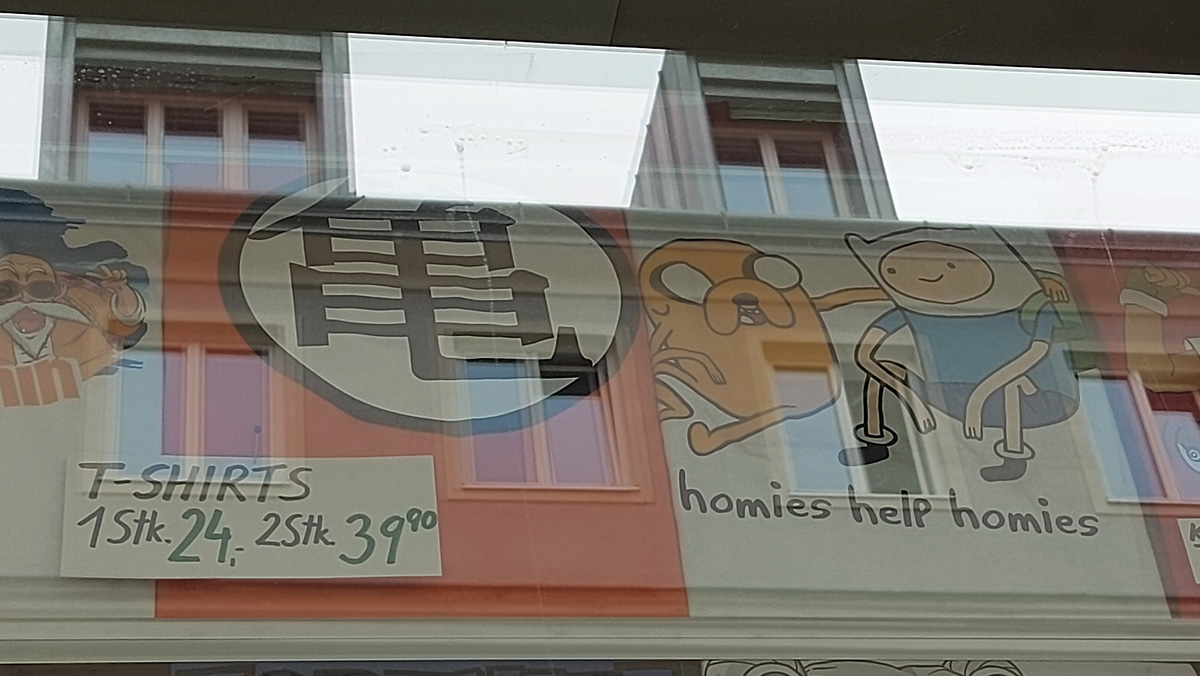 亀
T-SHIRTS
1Stk. 24,- 2Stk. 39⁹⁰
homies help homies